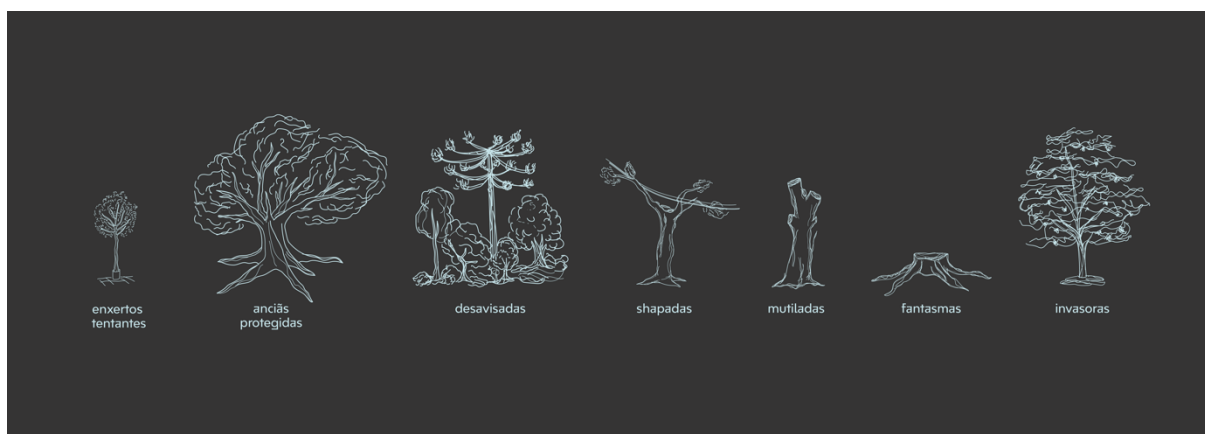 enxertos
tentantes
anciãs
protegidas
desavisadas
shapadas
mutiladas
fantasmas
invasoras